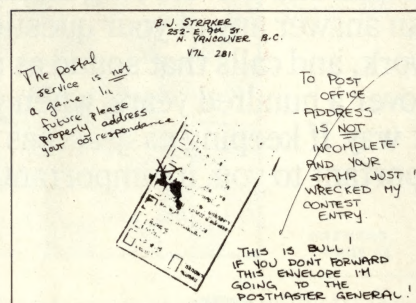 B.J. STRAKER
252- E. 9TH ST.
N. VANCOUVER B.C.
V7L 2B1.
The Postal
service is not
a game. In
future please
properly address
your correspondance
TO POST
OFFICE
- ADDRESS
IS NOT
INCOMPLETE.
AND YOUR
STAMP JUST
WRECKED MY
CONTEST
ENTRY.
THIS IS BULL!
IF YOU DON'T FORWARD
THIS ENVELOPE I'M
GOING TO THE
POSTMASTER GENERAL!